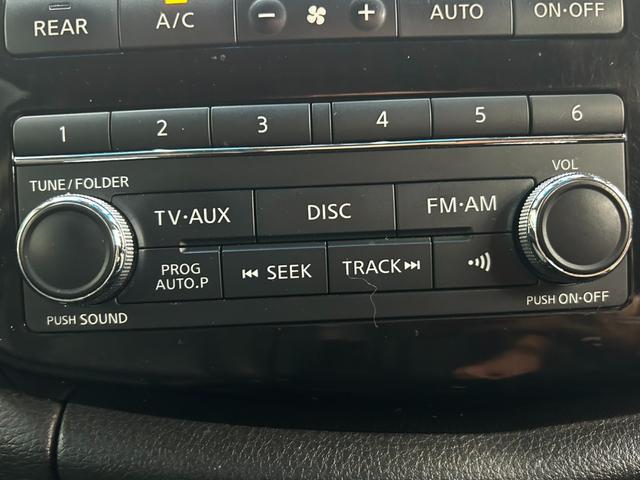 REAR
A/C
− +
AUTO
ON·OFF
1 2 3 4 5 6
TUNE/FOLDER
VOL
TV·AUX
DISC
FM·AM
PROG
AUTO.P
SEEK
TRACK
PUSH SOUND
PUSH ON·OFF